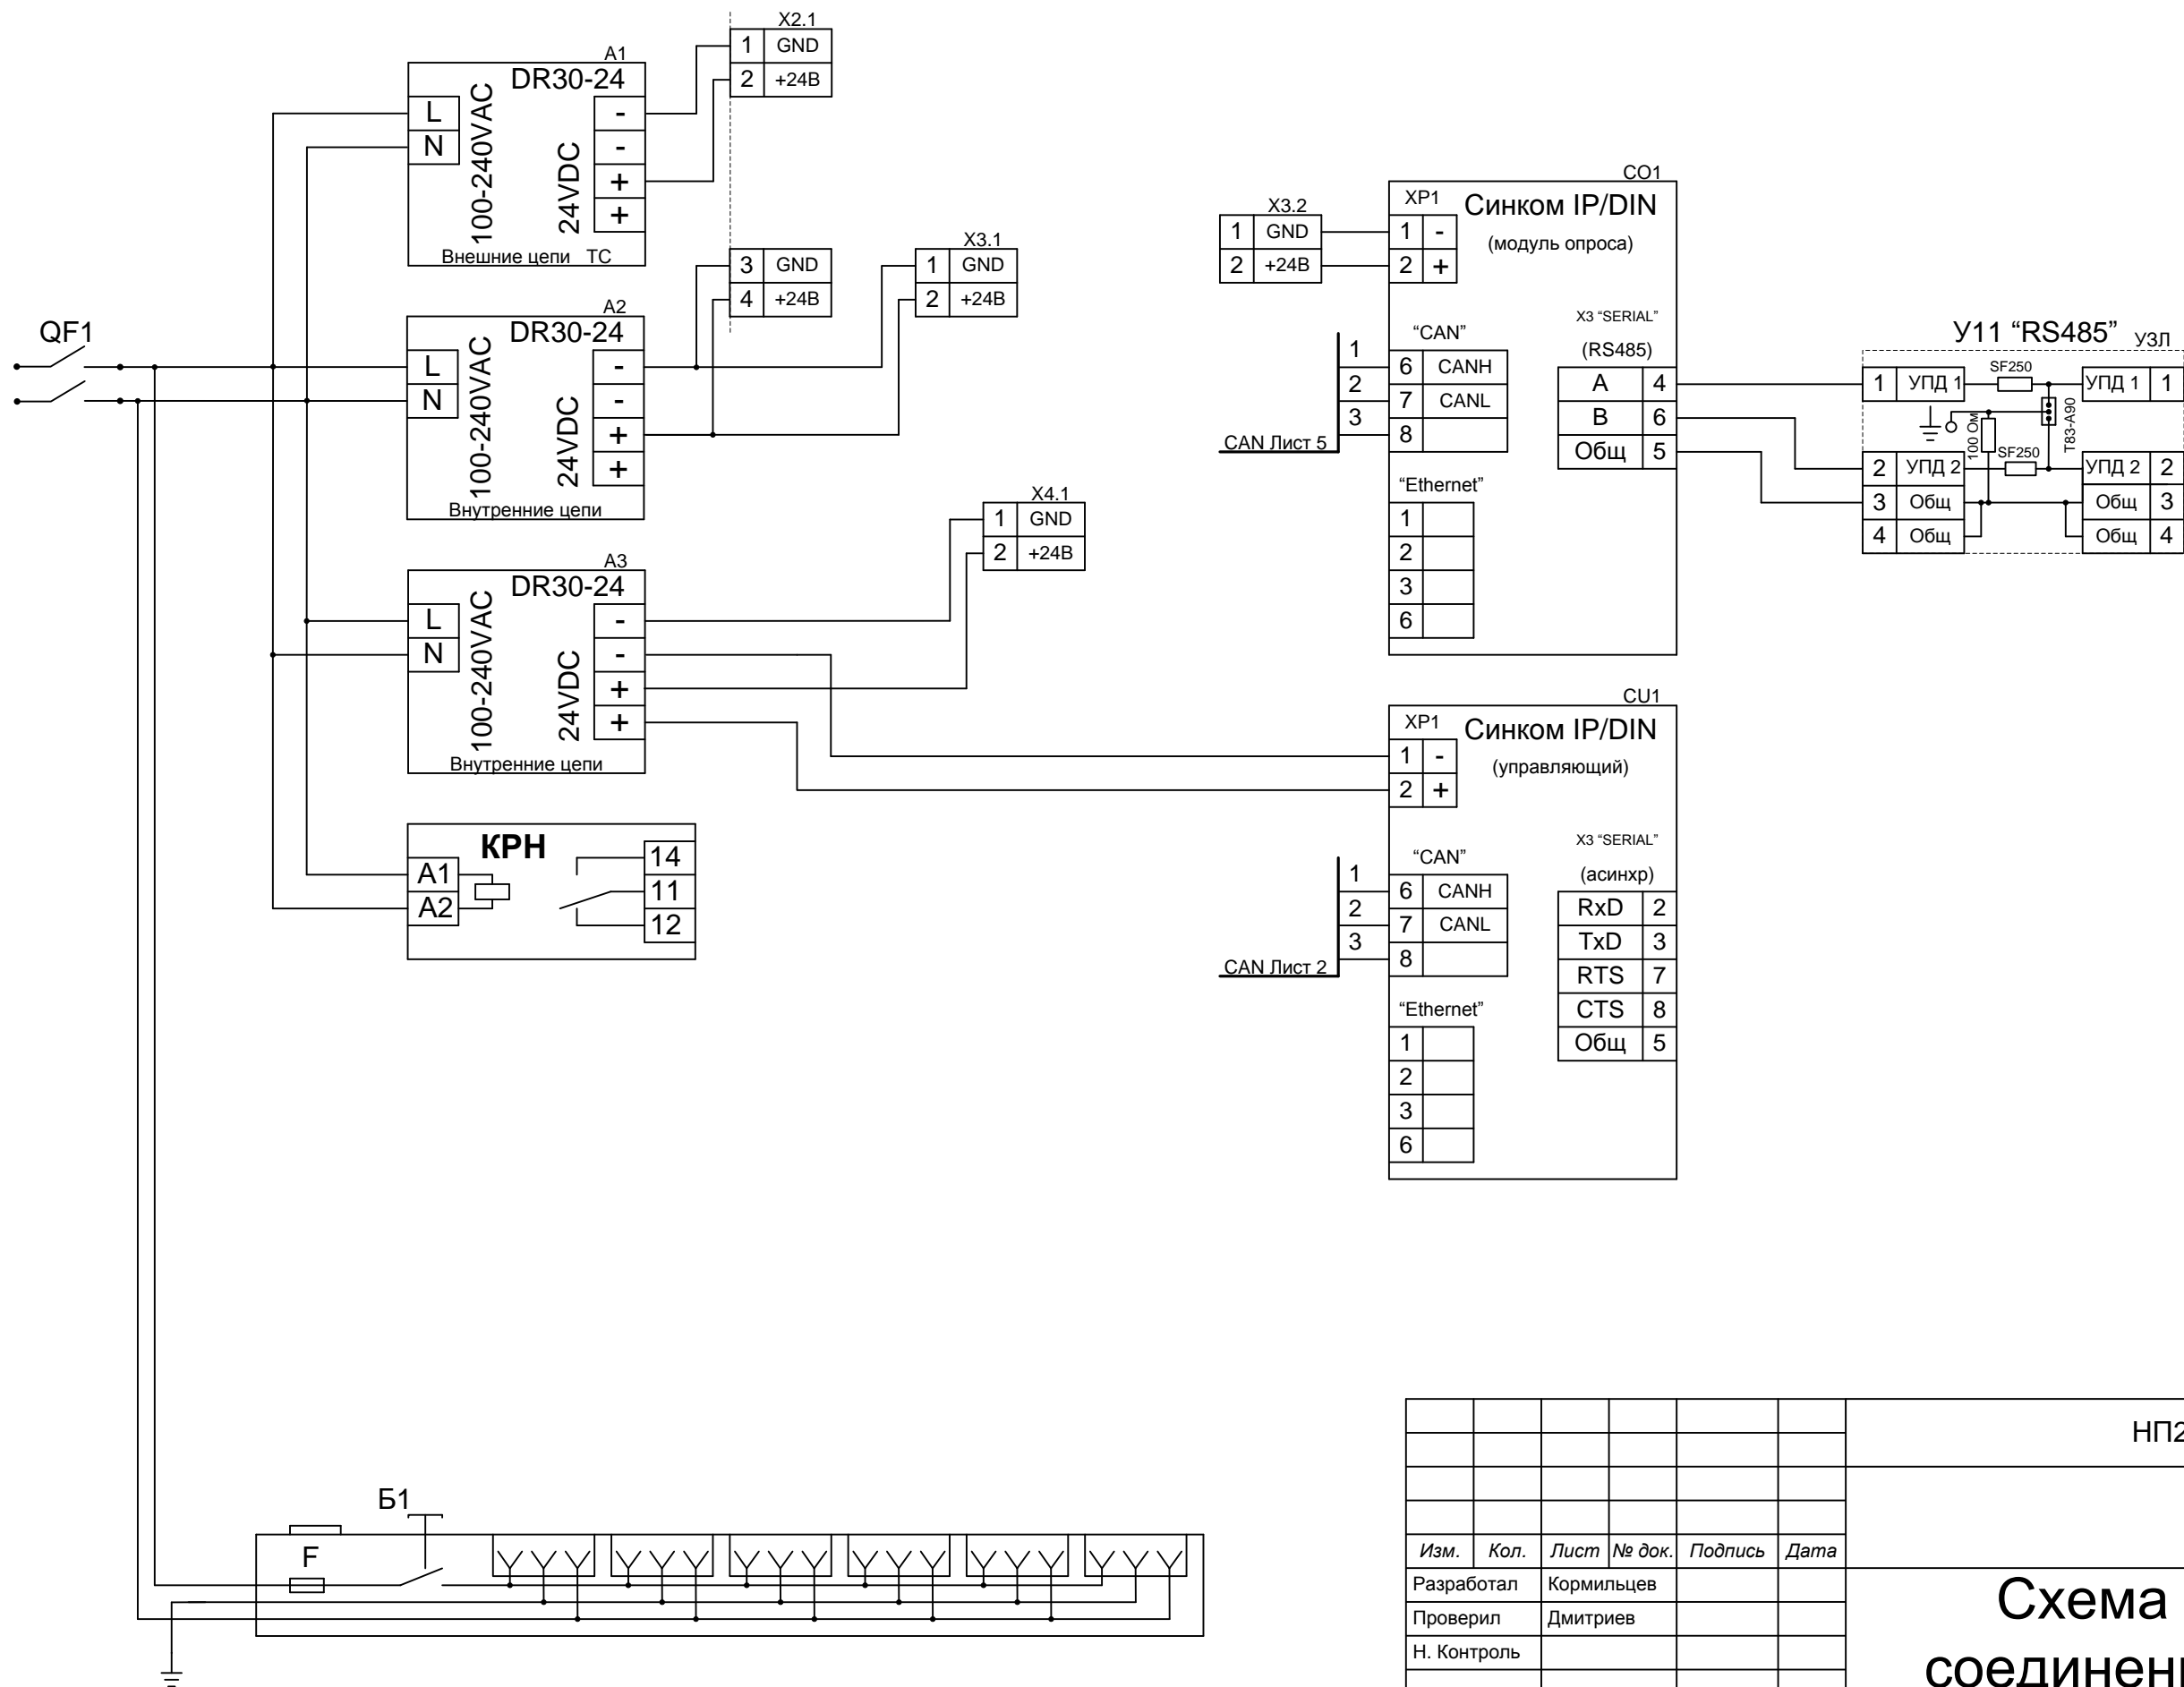 X2.1
1 GND
2 +24В
A1
DR30-24
L
N
100-240VAC
24VDC
-
-
+
+
Внешние цепи ТС
3 GND
4 +24В
X3.1
1 GND
2 +24В
QF1
A2
DR30-24
L
N
100-240VAC
24VDC
-
-
+
+
Внутренние цепи
X4.1
1 GND
2 +24В
A3
DR30-24
L
N
100-240VAC
24VDC
-
-
+
+
Внутренние цепи
КРН
A1
A2
14
11
12
X3.2
1 GND
2 +24В
CO1
XP1
Синком IP/DIN
(модуль опроса)
1 -
2 +
X3 “SERIAL”
(RS485)
A 4
B 6
Общ 5
“CAN”
1
2
3
6 CANH
7 CANL
8
CAN Лист 5
“Ethernet”
1
2
3
6
У11 “RS485”
УЗЛ
1 УПД 1
SF250
УПД 1 1
100 Ом
T83-A90
2 УПД 2
SF250
УПД 2 2
3 Общ
Общ 3
4 Общ
Общ 4
CU1
XP1
Синком IP/DIN
(управляющий)
1 -
2 +
X3 “SERIAL”
(асинхр)
RxD 2
TxD 3
RTS 7
CTS 8
Общ 5
“CAN”
1
2
3
6 CANH
7 CANL
8
CAN Лист 2
“Ethernet”
1
2
3
6
Б1
F
НП2
Изм. Кол. Лист № док. Подпись Дата
Разработал Кормильцев
Проверил Дмитриев
Н. Контроль
Схема
соединен